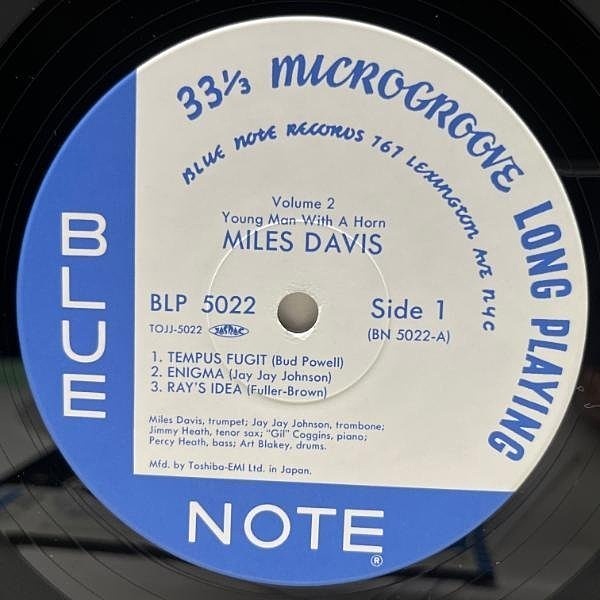 33⅓ MICROGROOVE LONG PLAYING
BLUE NOTE RECORDS 767 LEXINGTON AVE NYC
Volume 2
Young Man With A Horn
MILES DAVIS
BLP 5022
Side 1
TOJJ-5022 JASRAC
(BN 5022-A)
1. TEMPUS FUGIT (Bud Powell)
2. ENIGMA (Jay Jay Johnson)
3. RAY'S IDEA (Fuller-Brown)
Miles Davis, trumpet; Jay Jay Johnson, trombone;
Jimmy Heath, tenor sax; "Gil" Coggins, piano;
Percy Heath, bass; Art Blakey, drums.
Mfd. by Toshiba-EMI Ltd. in Japan.
BLUE
NOTE®